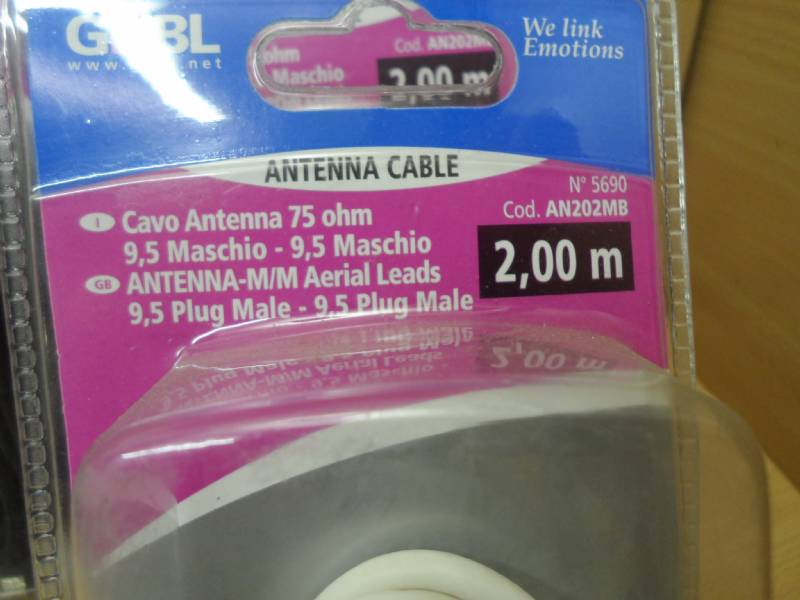 We link
Emotions
ohm
Maschio
Cod. AN202MB
2,00 m
ANTENNA CABLE
N° 5690
Cod. AN202MB
2,00 m
I Cavo Antenna 75 ohm
9,5 Maschio - 9,5 Maschio
GB ANTENNA-M/M Aerial Leads
9,5 Plug Male - 9,5 Plug Male